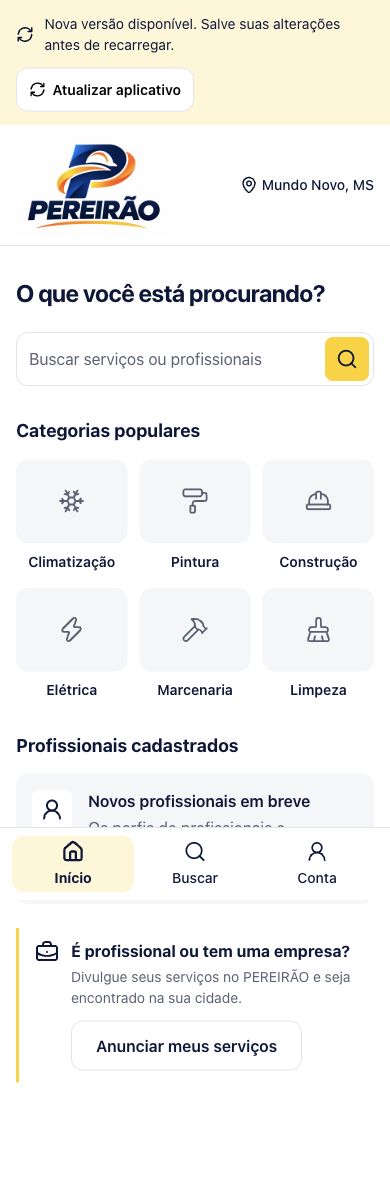 Nova versão disponível. Salve suas alterações
antes de recarregar.
Atualizar aplicativo
PEREIRÃO
Mundo Novo, MS
O que você está procurando?
Buscar serviços ou profissionais
Categorias populares
Climatização
Pintura
Construção
Elétrica
Marcenaria
Limpeza
Profissionais cadastrados
Novos profissionais em breve
Início
Buscar
Conta
É profissional ou tem uma empresa?
Divulgue seus serviços no PEREIRÃO e seja
encontrado na sua cidade.
Anunciar meus serviços